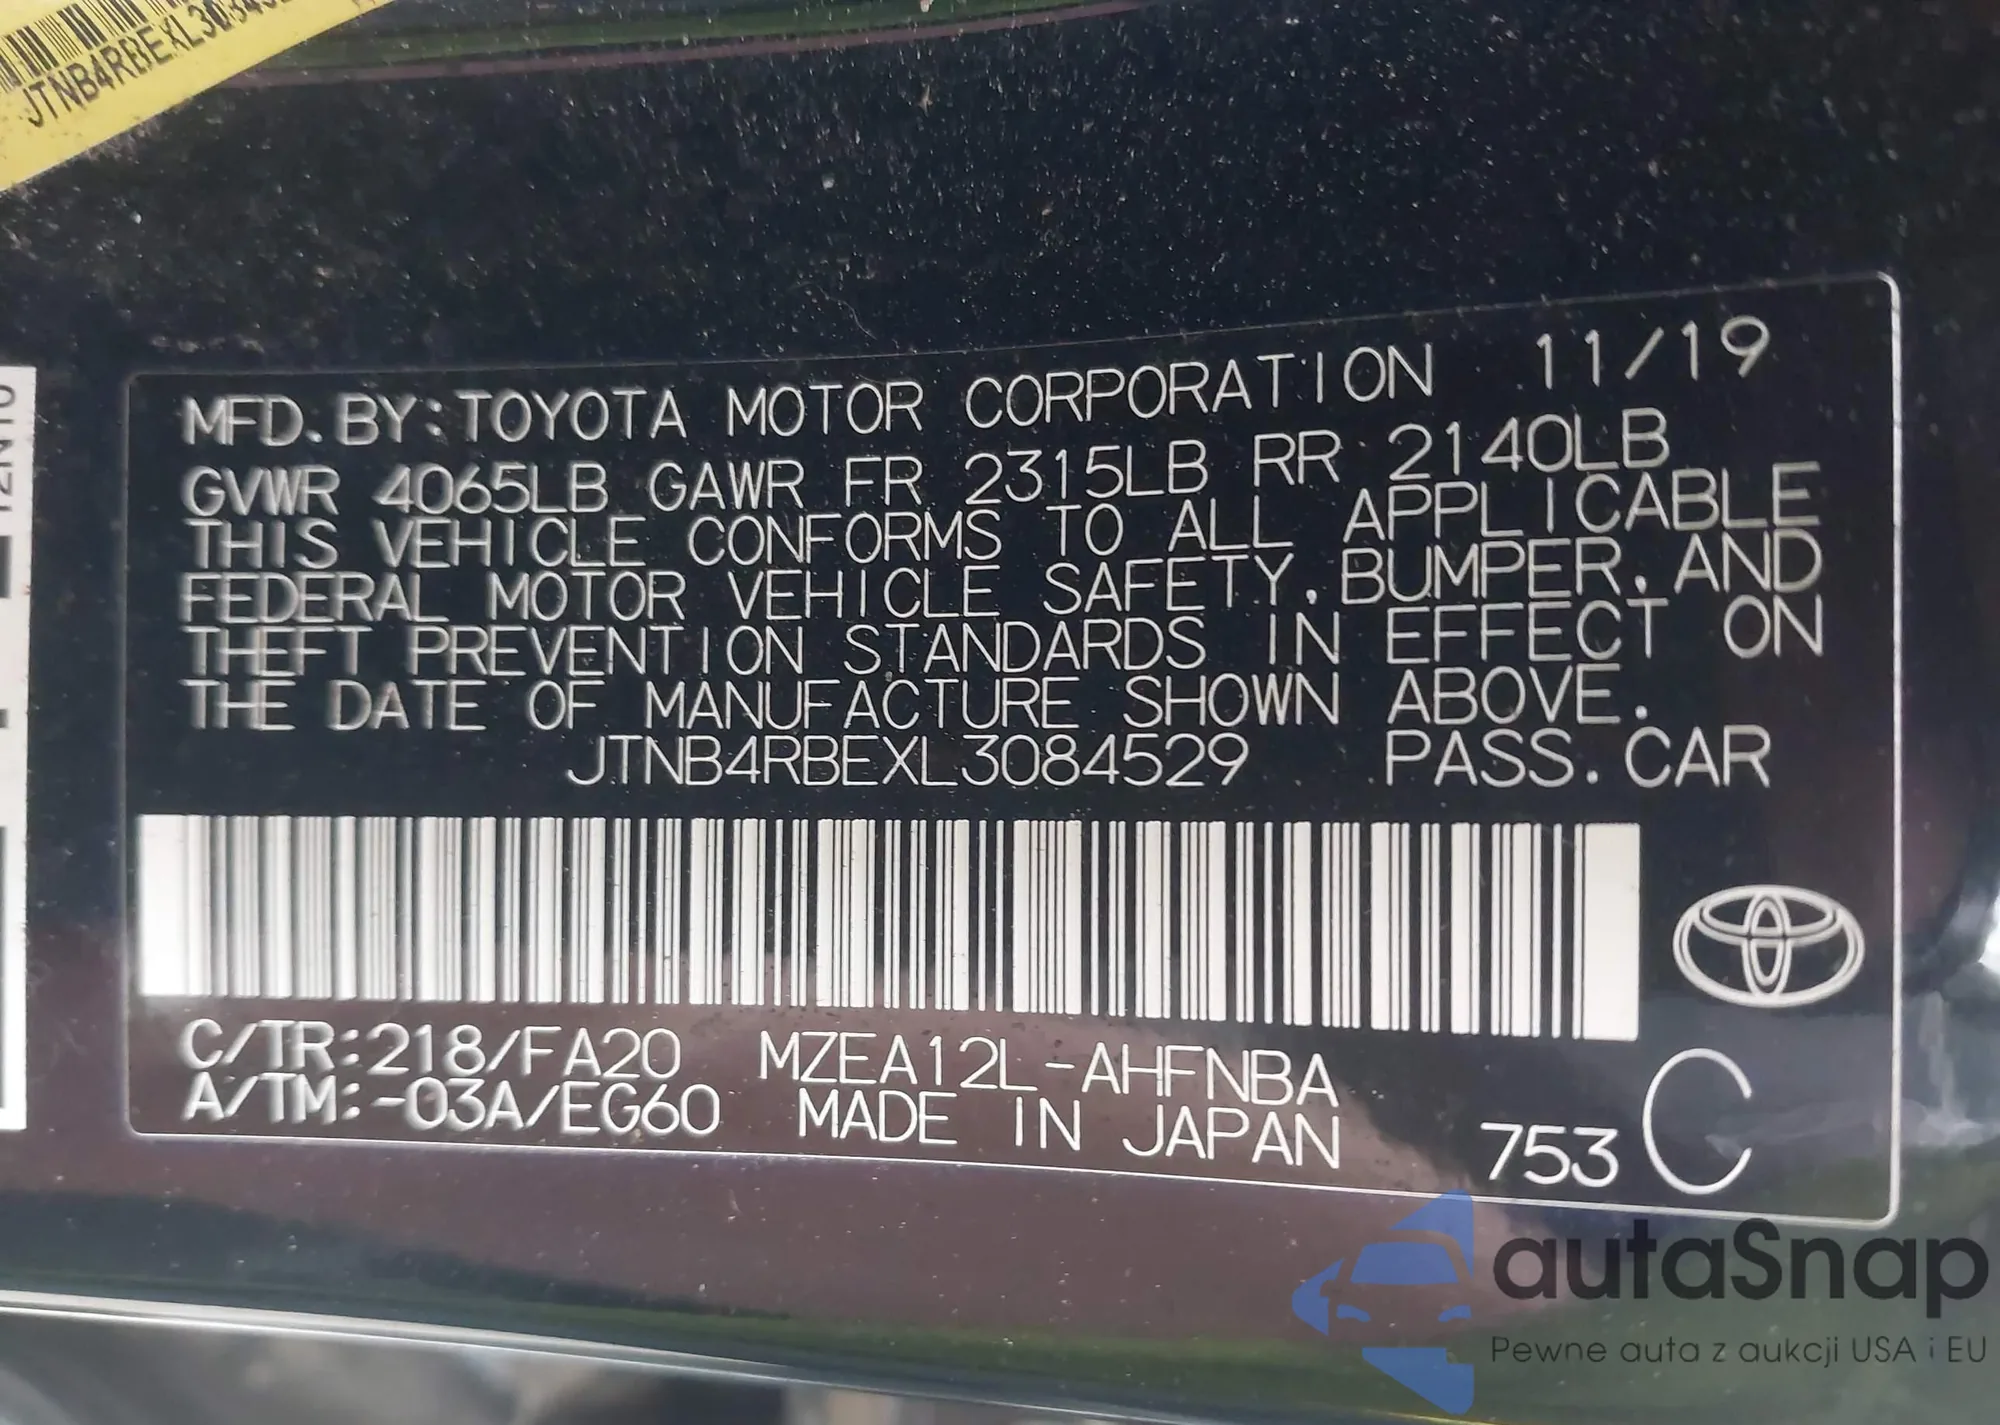 JTNB4RBEXL30845
MFD. BY: TOYOTA MOTOR CORPORATION 11/19
GVWR 4065LB GAWR FR 2315LB RR 2140LB
THIS VEHICLE CONFORMS TO ALL APPLICABLE
FEDERAL MOTOR VEHICLE SAFETY, BUMPER, AND
THEFT PREVENTION STANDARDS IN EFFECT ON
THE DATE OF MANUFACTURE SHOWN ABOVE.
JTNB4RBEXL3084529 PASS. CAR
C/TR:218/FA20 MZEA12L-AHFNBA
A/TM:-03A/EG60 MADE IN JAPAN 753 C
autaSnap
Pewne auta z aukcji USA i EU